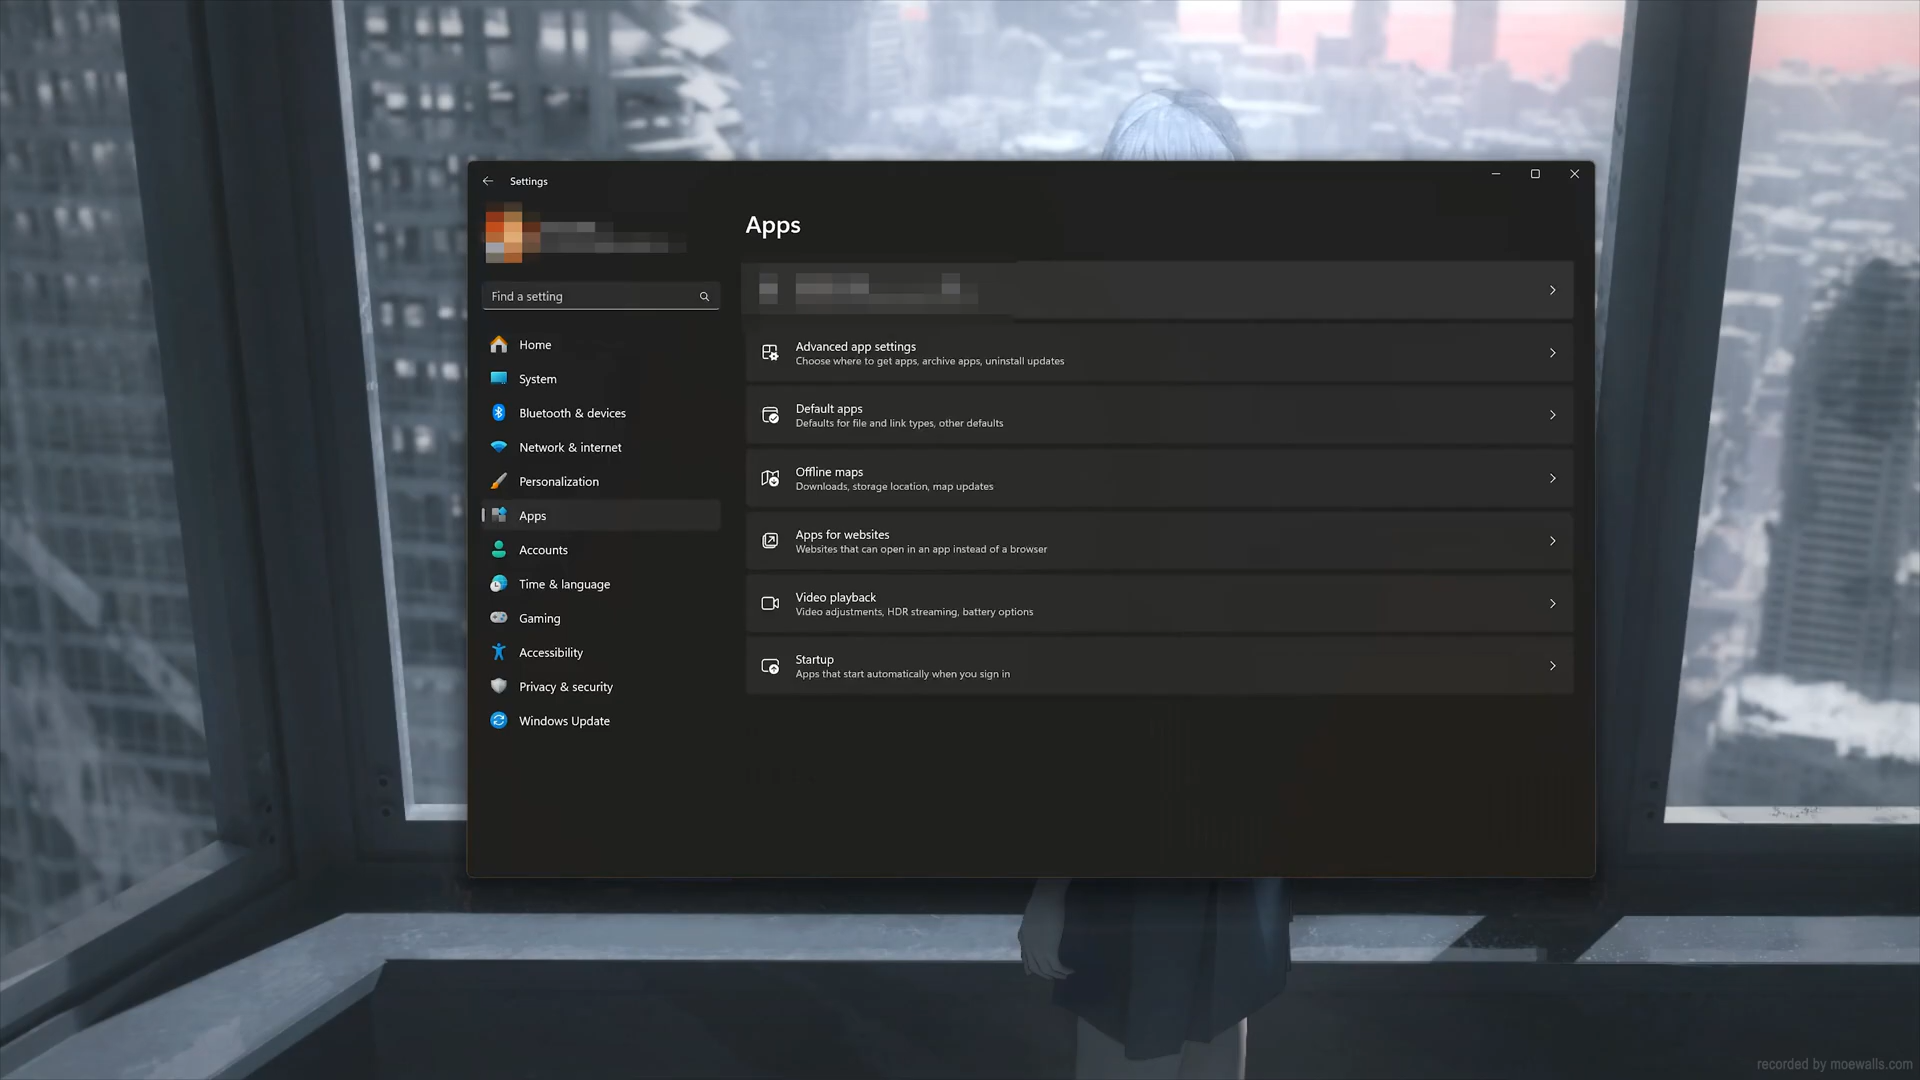 Settings
Find a setting
Home
System
Bluetooth & devices
Network & internet
Personalization
Apps
Accounts
Time & language
Gaming
Accessibility
Privacy & security
Windows Update
Apps
Advanced app settings
Choose where to get apps, archive apps, uninstall updates
Default apps
Defaults for file and link types, other defaults
Offline maps
Downloads, storage location, map updates
Apps for websites
Websites that can open in an app instead of a browser
Video playback
Video adjustments, HDR streaming, battery options
Startup
Apps that start automatically when you sign in
recorded by moewalls.com